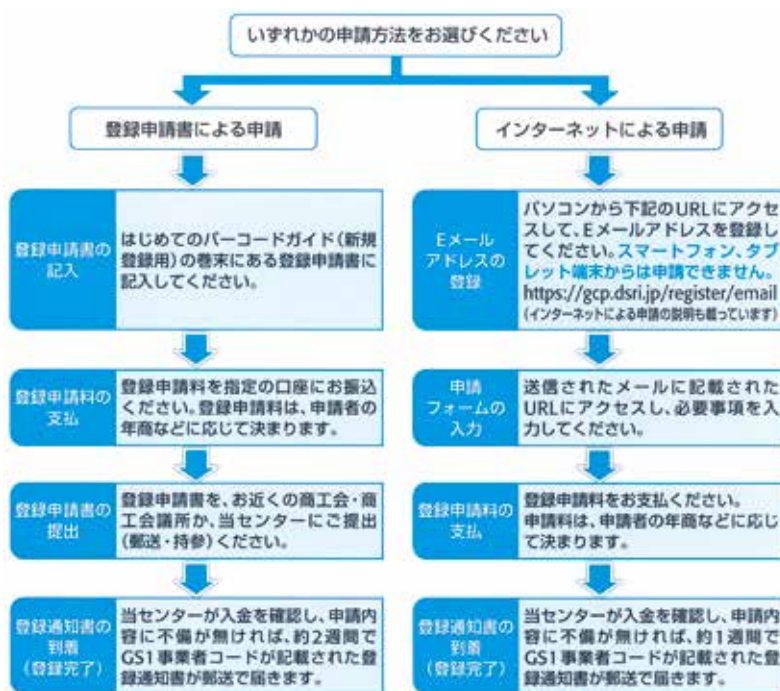 いずれかの申請方法をお選びください
登録申請書による申請
登録申請書の
記入
はじめてのバーコードガイド(新規
登録用)の巻末にある登録申請書に
記入してください。
登録申請料の
支払
登録申請料を指定の口座にお振込
ください。登録申請料は、申請者の
年商などに応じて決まります。
登録申請書の
提出
登録申請書を、お近くの商工会・商
工会議所か、当センターにご提出
(郵送・持参)ください。
登録通知書の
到着
(登録完了)
当センターが入金を確認し、申請内
容に不備が無ければ、約2週間で
GS1事業者コードが記載された登
録通知書が郵送で届きます。
インターネットによる申請
Eメール
アドレスの
登録
パソコンから下記のURLにアクセ
スして、Eメールアドレスを登録し
てください。スマートフォン、タブ
レット端末からは申請できません。
https://gcp.dsri.jp/register/email
(インターネットによる申請の説明も載っています)
申請
フォームの
入力
送信されたメールに記載された
URLにアクセスし、必要事項を入
力してください。
登録申請料の
支払
登録申請料をお支払ください。
申請料は、申請者の年商などに応じ
て決まります。
登録通知書の
到着
(登録完了)
当センターが入金を確認し、申請内
容に不備が無ければ、約1週間で
GS1事業者コードが記載された登
録通知書が郵送で届きます。